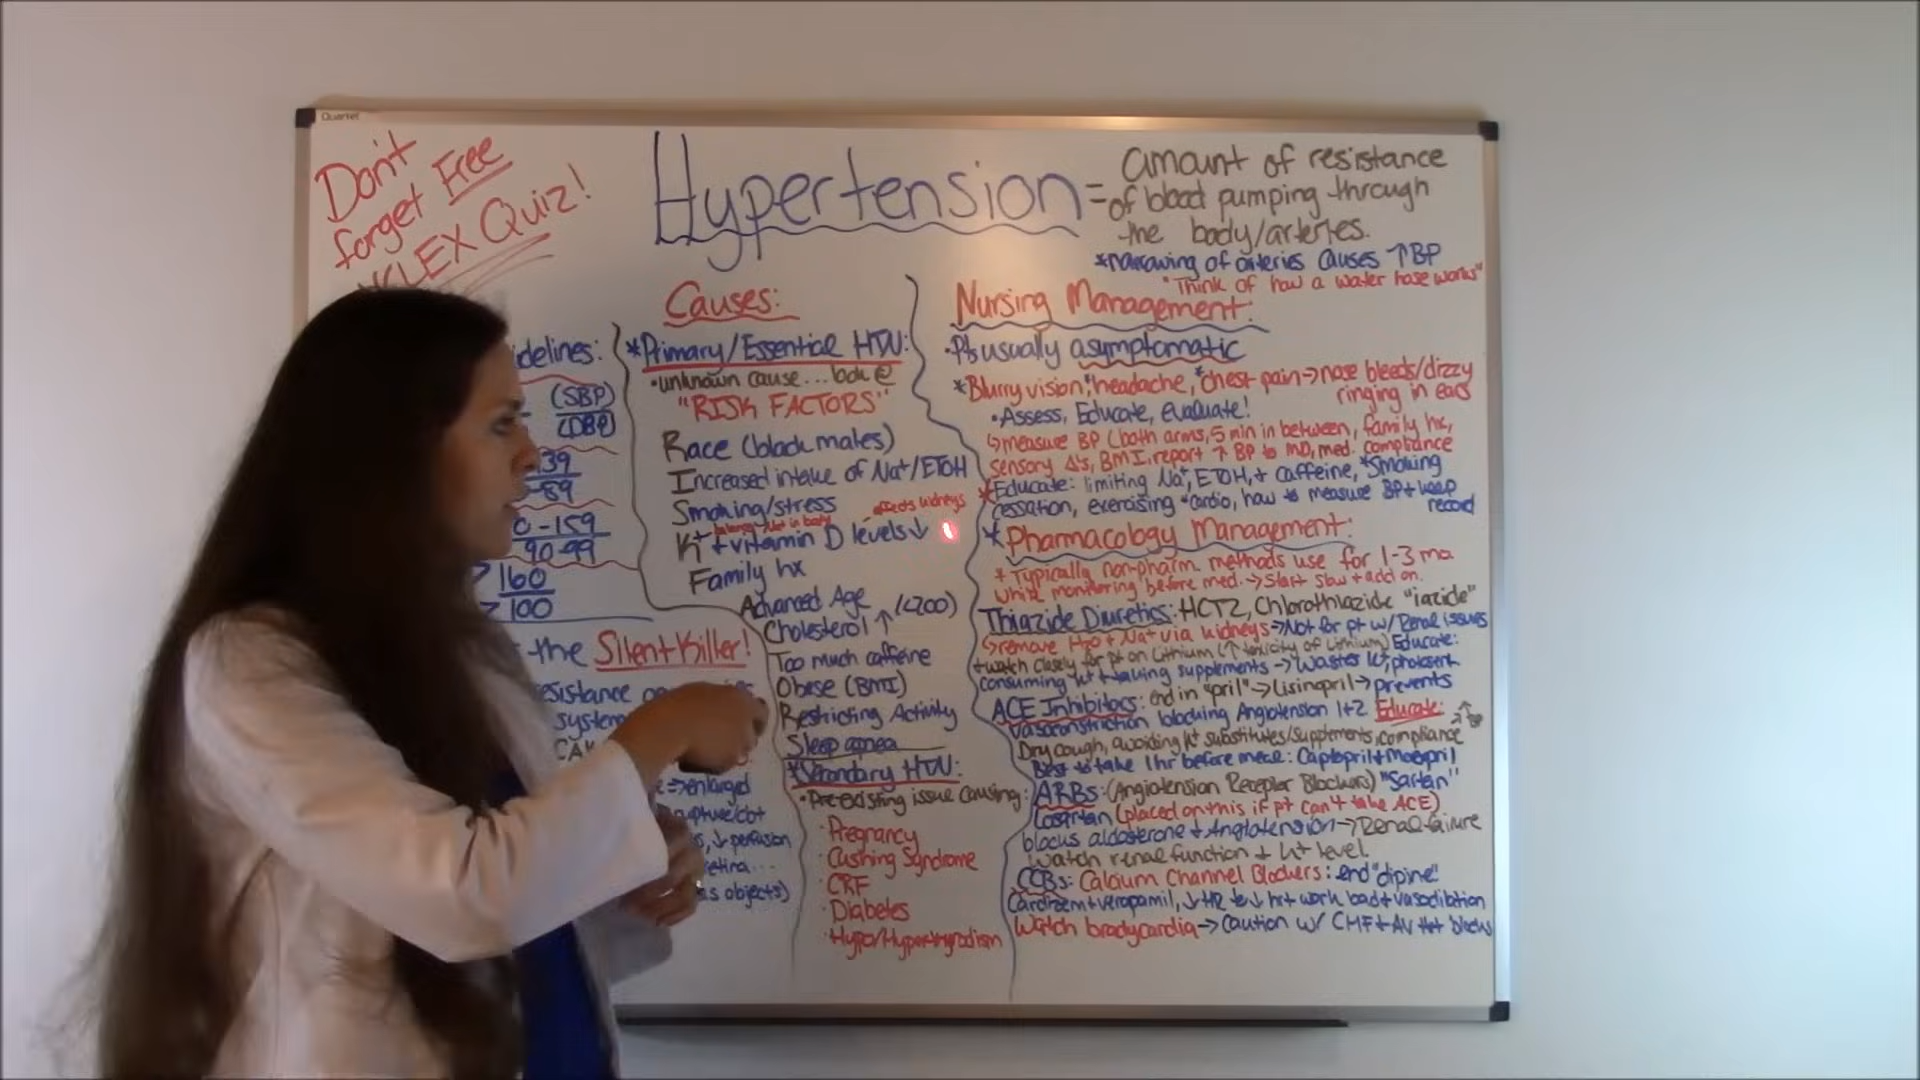 Quartet
Don't
forget Free
NCLEX Quiz!
Hypertension =
amount of resistance
of blood pumping through
the body/arteries.
*narrowing of arteries causes ↑BP
"Think of how a water hose works"
idelines:
(SBP)
(DBP)
39
-89
0-159
90-99
> 160
> 100
the Silent Killer!
esistance
system
=>enlarged
rupture/clot
s, ↓ perfusion
etina...
as objects)
Causes:
*Primary/Essential HTN:
•unknown cause...look @
"RISK FACTORS"
Race (black males)
Increased intake of Na+/ETOH
Smoking/stress
affects kidneys
K+ + vitamin D levels↓
Family hx
Advanced Age
Cholesterol ↑ (<200)
Too much caffeine
Obese (BMI)
Restricting Activity
Sleep apnea
*Secondary HTN:
•Pre-existing issue causing:
·Pregnancy
·Cushing Syndrome
·CRF
·Diabetes
·Hypo/Hyperthyrodism
Nursing Management:
•Pts usually asymptomatic
*Blurry vision, *headache, *chest pain→nose bleeds/dizzy
ringing in ears
•Assess, Educate, evaluate!
↳measure BP (both arms, 5 min in between, family hx,
sensory Δ's, BMI, report ↑ BP to MD, med. compliance
*Educate: limiting Na+, ETOH, + caffeine, *Smoking
cessation, exercising *cardio, how to measure BP + keep
record
*Pharmacology Management:
*Typically non-pharm. methods use for 1-3 mo.
while monitoring before med. → start slow + add on.
Thiazide Diuretics: HCTZ, Chlorothiazide "iazide"
↳remove H2O + Na+ via kidneys→Not for pt w/ Renal issues
+watch closely for pt on Lithium (↑ toxicity of Lithium) Educate:
consuming K+ + taking supplements → Wastes K+,
ACE Inhibitors: end in "pril"→Lisinopril→prevents
vasoconstriction blocking Angiotension 1+2 Educate:
Dry cough, avoiding K+ substitutes/supplements, compliance
Best to take 1hr before meal: Captopril+Moexpril
ARBs: (Angiotension Receptor Blockers) "Sartan"
Losartan (placed on this if pt can't take ACE)
blocks aldosterone + Angiotension→Renal failure
watch renal function + K+ level
CCBs: Calcium Channel Blockers: end "dipine"
Cardizem+verapamil, ↓HR to ↓ hrt work load+vasodilation
Watch bradycardia→Caution w/ CHF+AV Hrt blocks